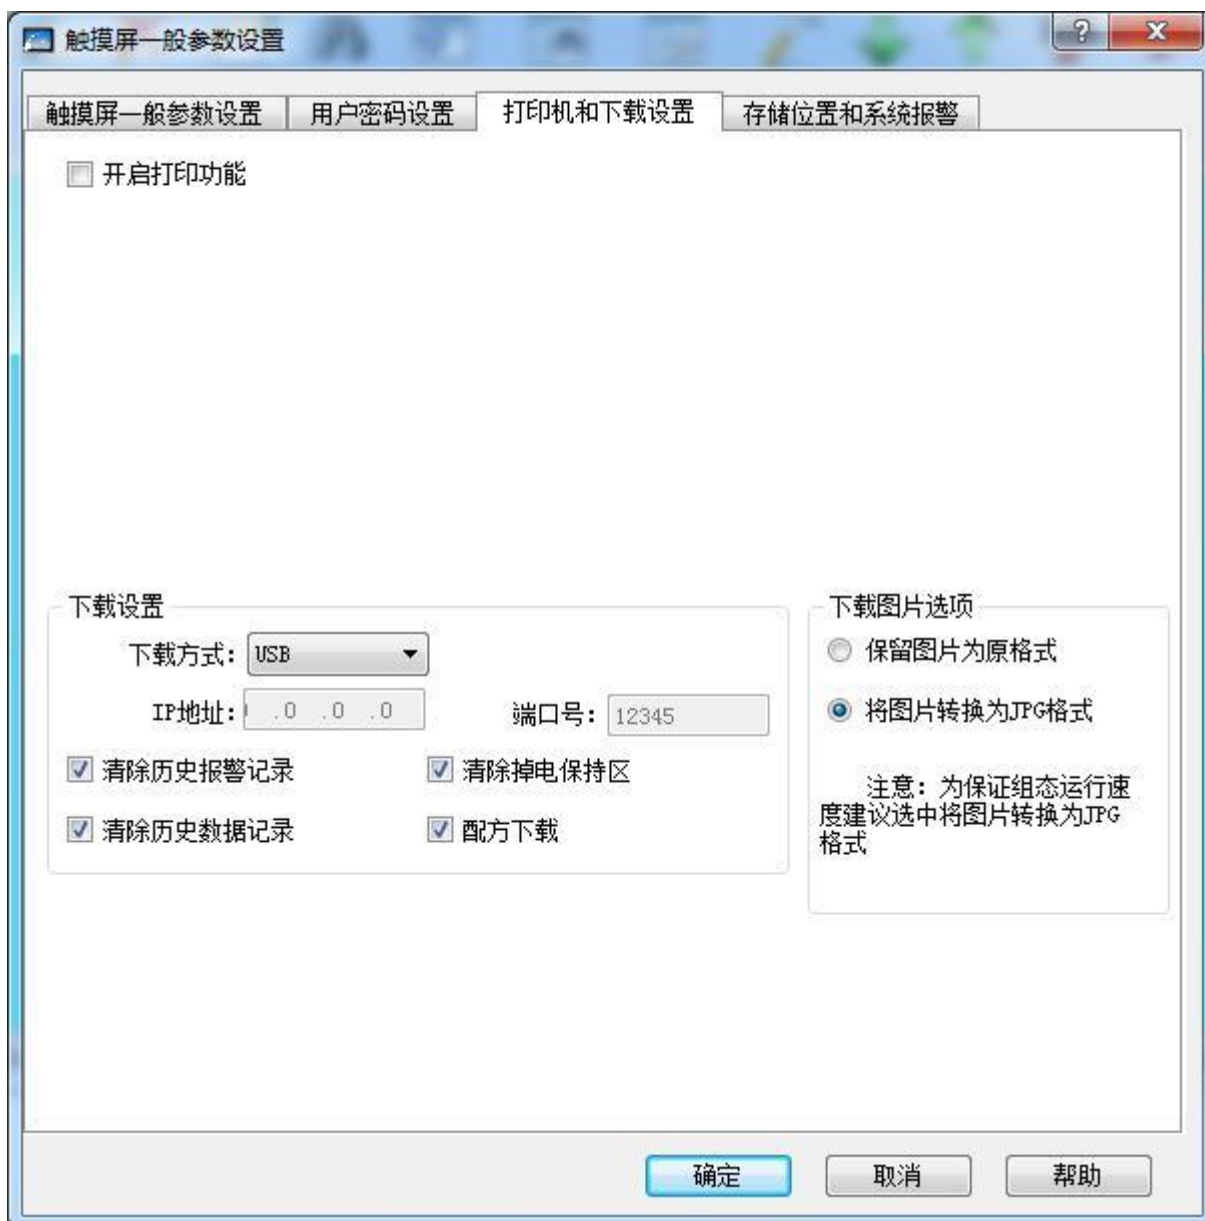 触摸屏一般参数设置
?
X
触摸屏一般参数设置 用户密码设置 打印机和下载设置 存储位置和系统报警
开启打印功能
下载设置
下载方式: USB
IP地址: .0 .0 .0 端口号: 12345
清除历史报警记录 清除掉电保持区
清除历史数据记录 配方下载
下载图片选项
保留图片为原格式
将图片转换为JPG格式
注意: 为保证组态运行速
度建议选中将图片转换为JPG
格式
确定 取消 帮助